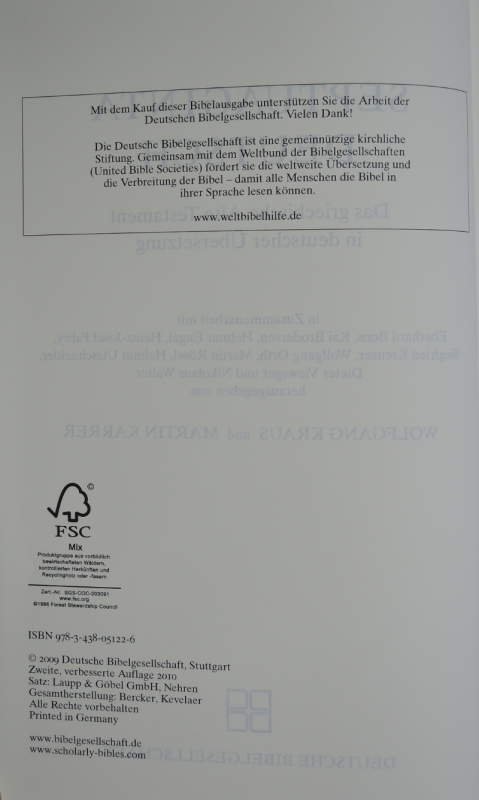 Mit dem Kauf dieser Bibelausgabe unterstützen Sie die Arbeit der
Deutschen Bibelgesellschaft. Vielen Dank!
Die Deutsche Bibelgesellschaft ist eine gemeinnützige kirchliche
Stiftung. Gemeinsam mit dem Weltbund der Bibelgesellschaften
(United Bible Societies) fördert sie die weltweite Übersetzung und
die Verbreitung der Bibel – damit alle Menschen die Bibel in
ihrer Sprache lesen können.
www.weltbibelhilfe.de
©
FSC
Mix
Produktgruppe aus vorbildlich
bewirtschafteten Wäldern,
kontrollierten Herkünften und
Recyclingholz oder -fasern
Zert.-Nr. SGS-COC-003091
www.fsc.org
©1996 Forest Stewardship Council
ISBN 978-3-438-05122-6
© 2009 Deutsche Bibelgesellschaft, Stuttgart
Zweite, verbesserte Auflage 2010
Satz: Laupp & Göbel GmbH, Nehren
Gesamtherstellung: Bercker, Kevelaer
Alle Rechte vorbehalten
Printed in Germany
www.bibelgesellschaft.de
www.scholarly-bibles.com